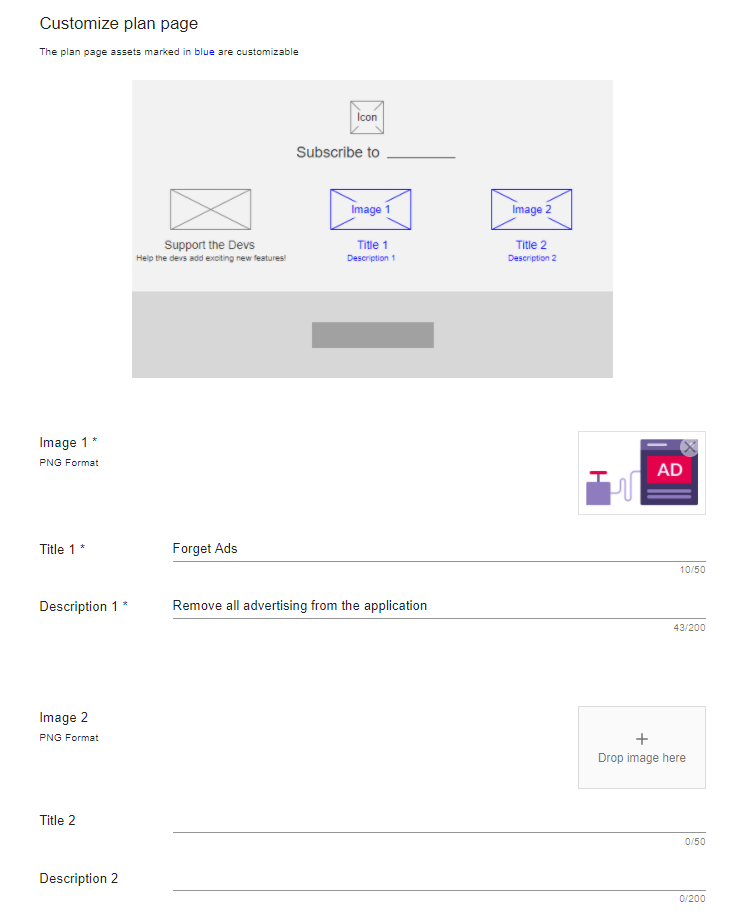 Customize plan page
The plan page assets marked in blue are customizable
Icon
Subscribe to ________
Image 1
Image 2
Support the Devs
Title 1
Title 2
Help the devs add exciting new features!
Description 1
Description 2
Image 1 *
PNG Format
AD
Title 1 *
Forget Ads
10/50
Description 1 *
Remove all advertising from the application
43/200
Image 2
PNG Format
+
Drop image here
Title 2
0/50
Description 2
0/200